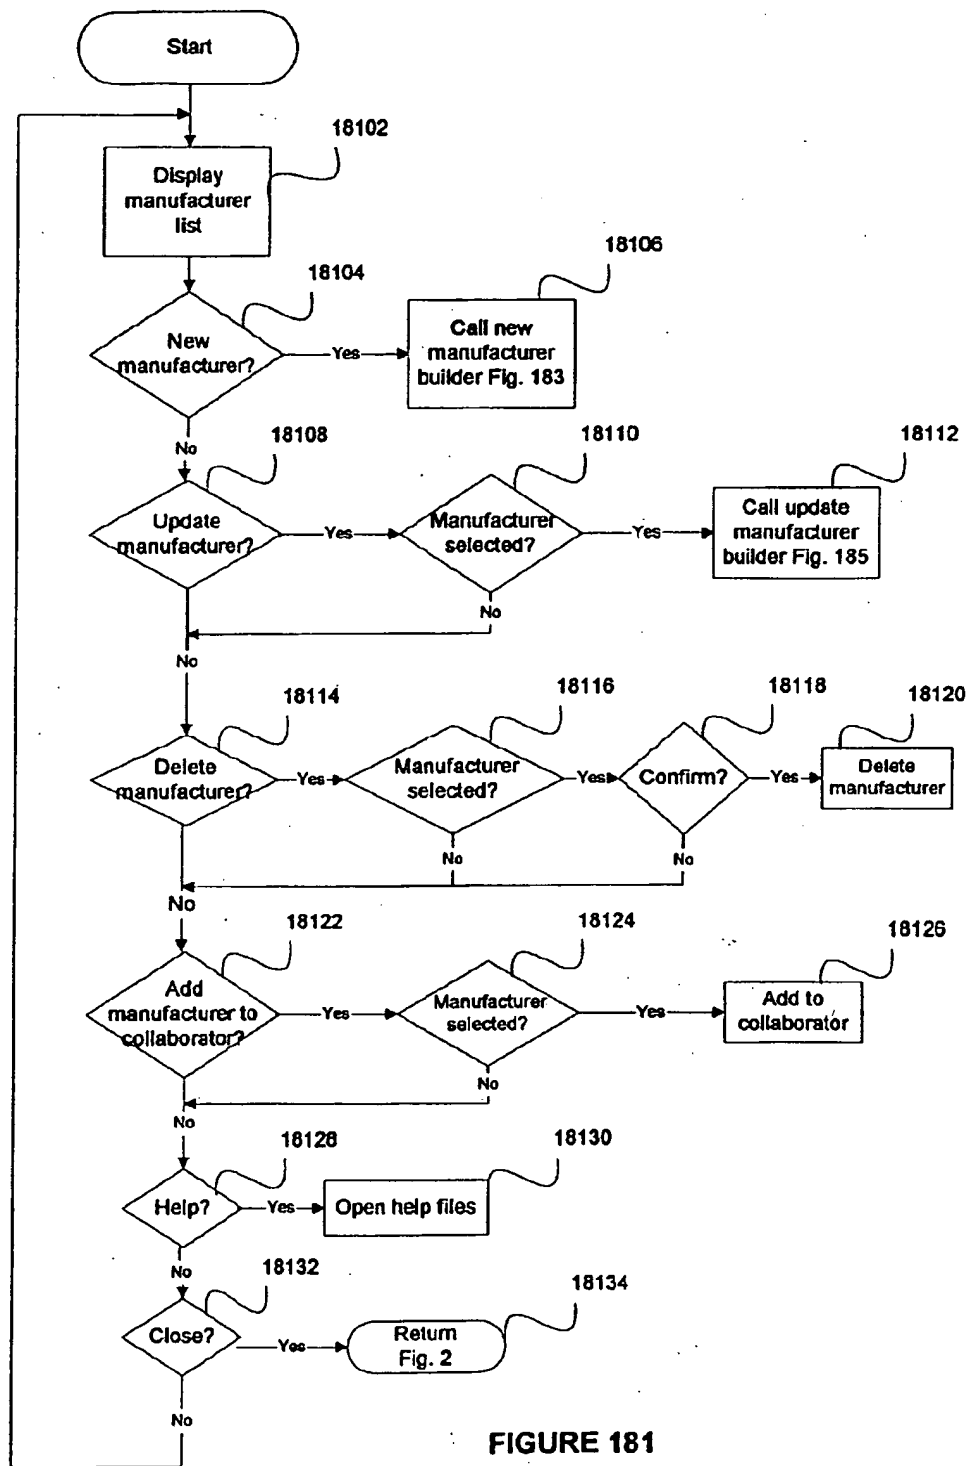 Start
18102
Display
manufacturer
list
18104
New
manufacturer?
Yes
18106
Call new
manufacturer
builder Fig. 183
No
18108
Update
manufacturer?
Yes
18110
Manufacturer
selected?
Yes
18112
Call update
manufacturer
builder Fig. 185
No
No
18114
Delete
manufacturer?
Yes
18116
Manufacturer
selected?
Yes
18118
Confirm?
Yes
18120
Delete
manufacturer
No
No
No
18122
Add
manufacturer to
collaborator?
Yes
18124
Manufacturer
selected?
Yes
18126
Add to
collaborator
No
No
18128
Help?
Yes
18130
Open help files
No
18132
Close?
Yes
18134
Return
Fig. 2
No
FIGURE 181